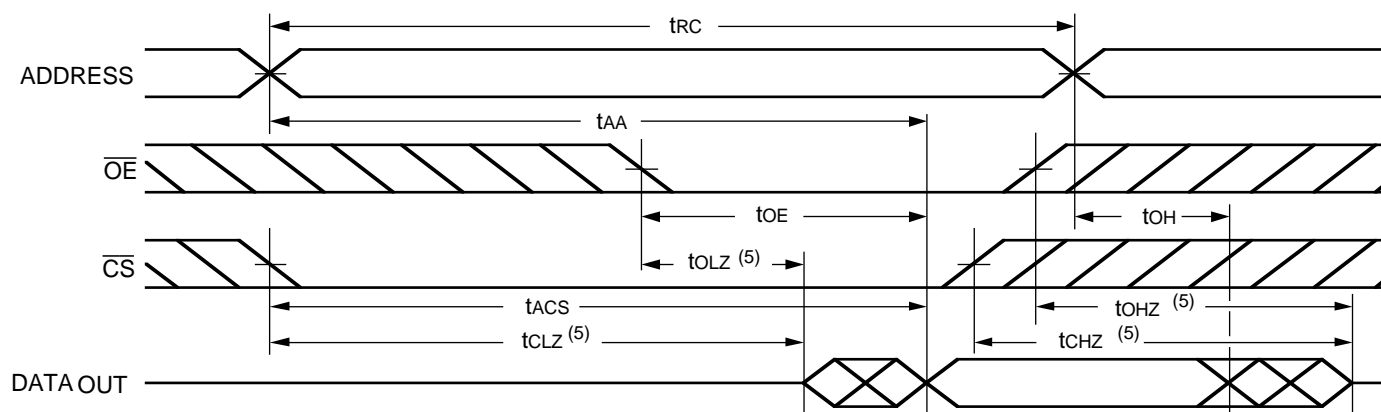 tRC
ADDRESS
tAA
OE
tOE
tOH
CS
tOLZ (5)
tACS
tOHZ (5)
tCLZ (5)
tCHZ (5)
DATA OUT